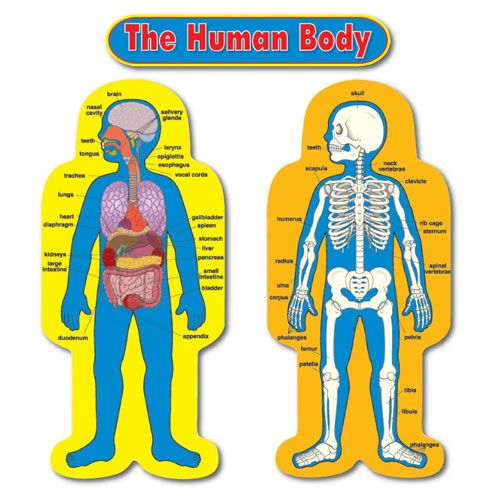 The Human Body
brain
nasal
cavity
salivary
glands
teeth
tongue
larynx
epiglottis
esophagus
vocal cords
trachea
lungs
heart
diaphragm
gallbladder
spleen
stomach
liver
pancreas
kidneys
large
intestine
small
intestine
bladder
duodenum
appendix
skull
teeth
neck
vertebrae
scapula
clavicle
humerus
rib cage
sternum
radius
spinal
vertebrae
ulna
carpus
phalanges
pelvis
femur
patella
tibia
fibula
phalanges